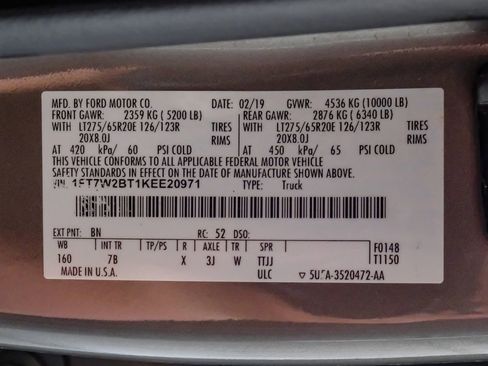 MFD. BY FORD MOTOR CO. 02/19 GVWR: 4536 KG (10000 LB)
FRONT GAWR: 2359 KG ( 5200 LB) REAR GAWR: 2876 KG ( 6340 LB)
WITH LT275/65R20E 126/123R TIRES WITH LT275/65R20E 126/123R TIRES
20X8.0J RIMS 20X8.0J RIMS
AT 420 kPa/ 60 PSI COLD AT 450 kPa/ 65 PSI COLD
THIS VEHICLE CONFORMS TO ALL APPLICABLE FEDERAL MOTOR VEHICLE
SAFETY STANDARDS IN EFFECT ON THE DATE OF MANUFACTURE SHOWN ABOVE.
VIN: 1FT7W2BT1KEE20971 TYPE: Truck
EXT PNT: BN RC: 52 DSO:
WB INT TR TP/PS R AXLE TR SPR F0148
160 7B X 3J W TTJJ T1150
MADE IN U.S.A. ULC ▽ A-3520472-AA